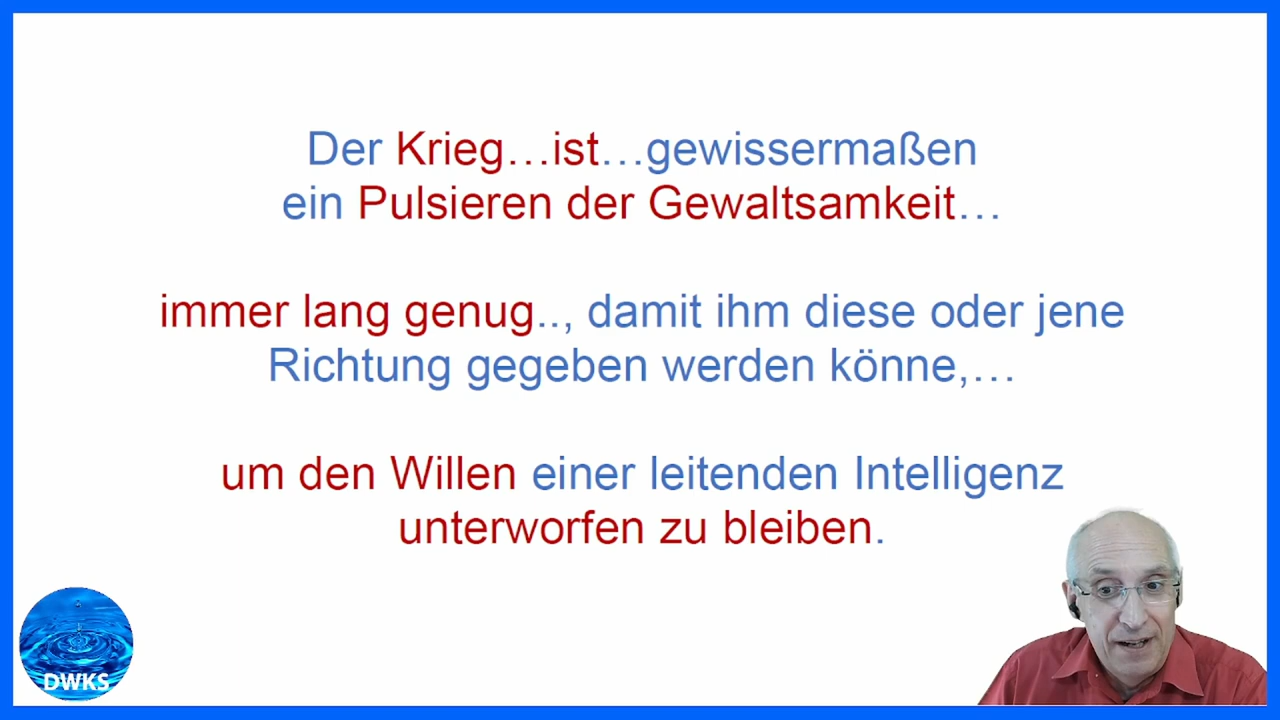 Der Krieg…ist…gewissermaßen
ein Pulsieren der Gewaltsamkeit…
immer lang genug.., damit ihm diese oder jene
Richtung gegeben werden könne,…
um den Willen einer leitenden Intelligenz
unterworfen zu bleiben.
DWKS